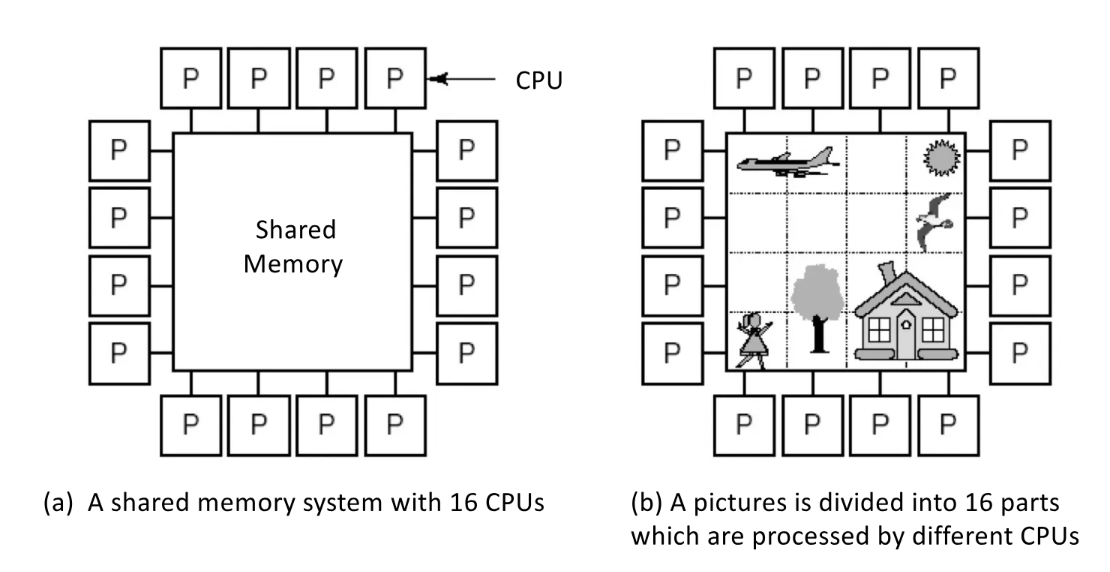 P P P P
CPU
P P
P P
P P
P P
Shared
Memory
P P P P
(a) A shared memory system with 16 CPUs
P P P P
P P
P P
P P
P P
P P P P
(b) A pictures is divided into 16 parts
which are processed by different CPUs